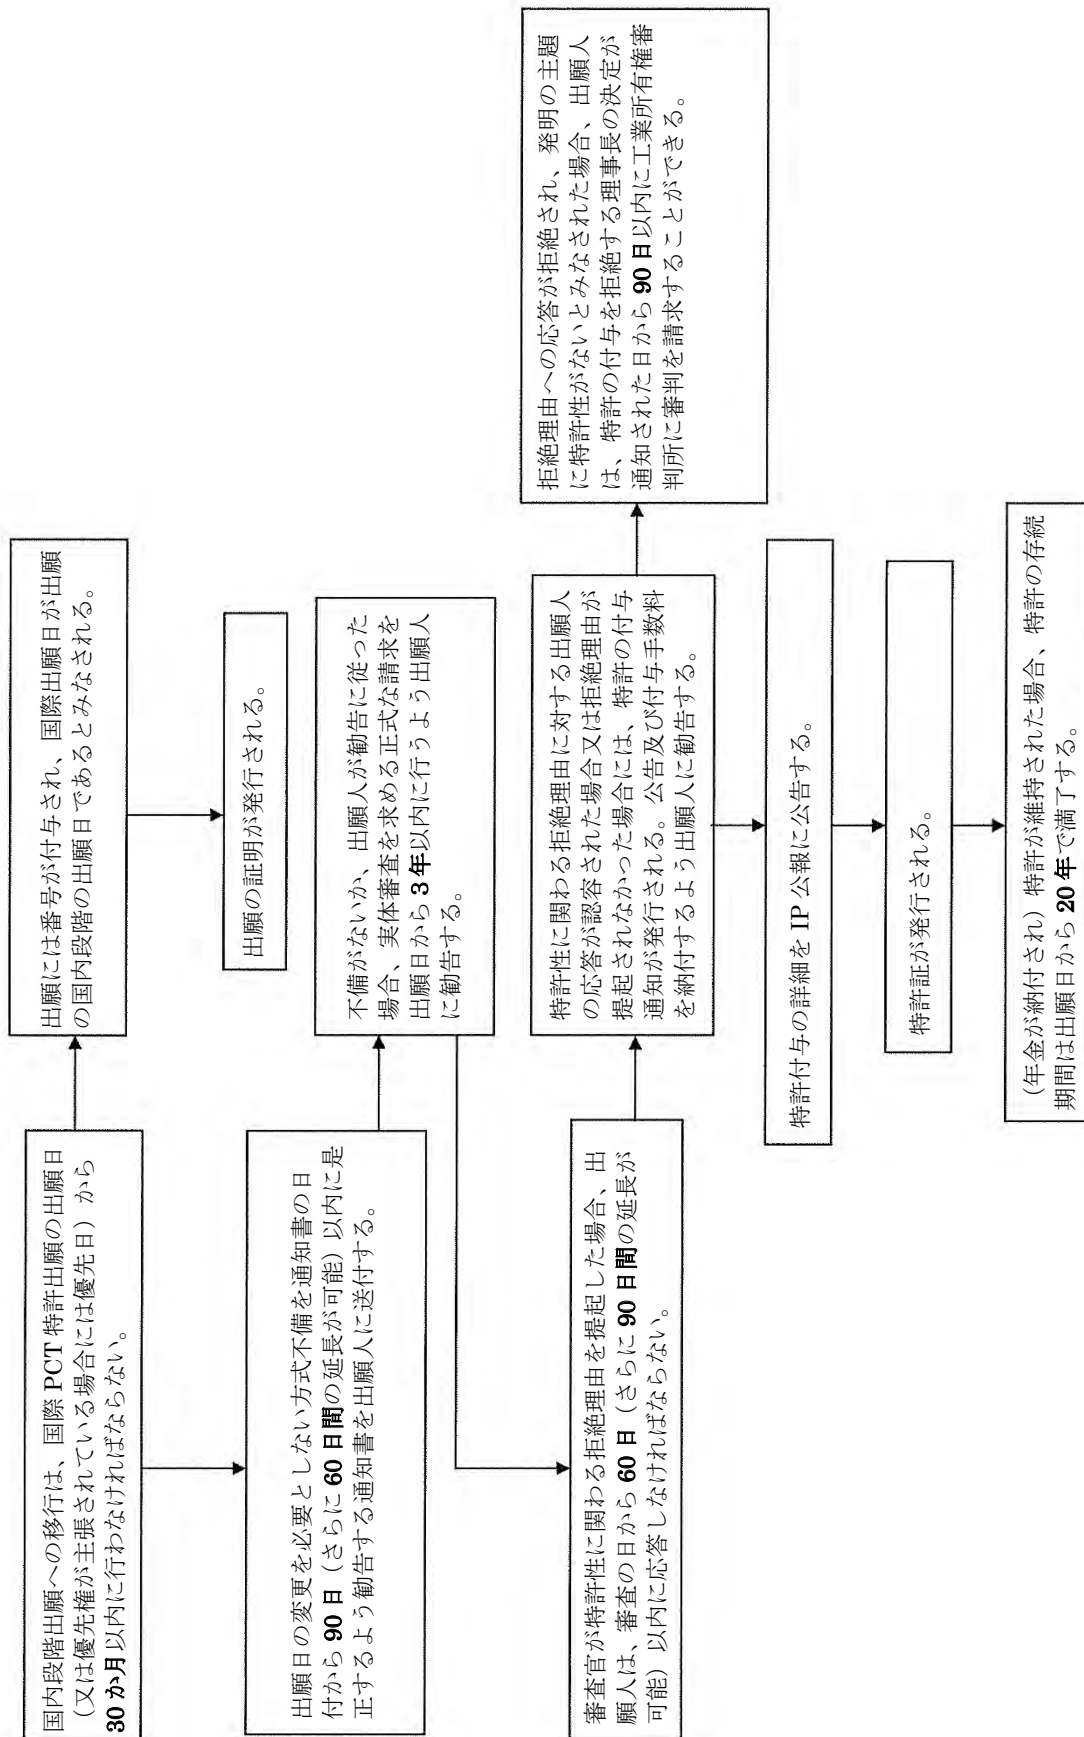 国内段階出願への移行は、国際 PCT 特許出願の出願日
(又は優先権が主張されている場合には優先日) から
30 か月以内に行わなければならない。
出願には番号が付与され、国際出願日が出願
の国内段階の出願日であるとみなされる。
出願の証明が発行される。
出願日の変更を必要としない方式不備を通知書の日
付から 90 日 (さらに 60 日間の延長が可能) 以内に是
正するよう勧告する通知書を出願人に送付する。
不備がないか、出願人が勧告に従った
場合、実体審査を求める正式な請求を
出願日から 3 年以内に行うよう出願人
に勧告する。
審査官が特許性に関わる拒絶理由を提起した場合、出
願人は、審査の日から 60 日 (さらに 90 日間の延長が
可能) 以内に応答しなければならない。
特許性に関わる拒絶理由に対する出願人
の応答が認容された場合又は拒絶理由が
提起されなかった場合には、特許の付与
通知が発行される。公告及び付与手数料
を納付するよう出願人に勧告する。
拒絶理由への応答が拒絶され、発明の主題
に特許性がないとみなされた場合、出願人
は、特許の付与を拒絶する理事長の決定が
通知された日から 90 日以内に工業所有権審
判所に審判を請求することができる。
特許付与の詳細を IP 公報に公告する。
特許証が発行される。
(年金が納付され) 特許が維持された場合、特許の存続
期間は出願日から 20 年で満了する。